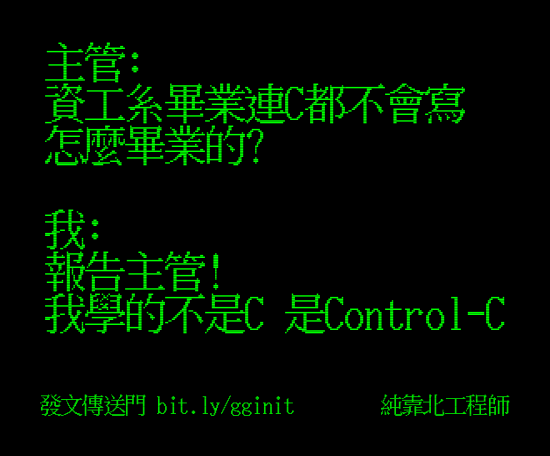 主管:
資工系畢業連C都不會寫
怎麼畢業的?
我:
報告主管!
我學的不是C 是Control-C
發文傳送門 bit.ly/gginit
純靠北工程師